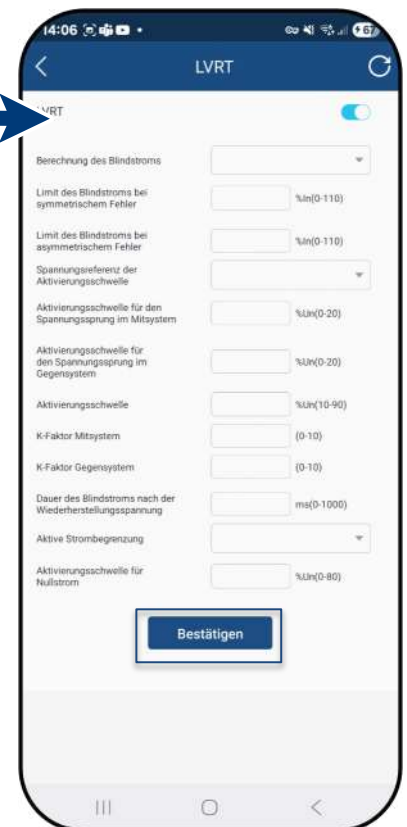 14:06
67
LVRT
LVRT
Berechnung des Blindstroms
Limit des Blindstroms bei
symmetrischem Fehler
%In(0-110)
Limit des Blindstroms bei
asymmetrischem Fehler
%In(0-110)
Spannungsreferenz der
Aktivierungsschwelle
Aktivierungsschwelle für den
Spannungssprung im Mitsystem
%Un(0-20)
Aktivierungsschwelle für
den Spannungssprung im
Gegensystem
%Un(0-20)
Aktivierungsschwelle
%Un(10-90)
K-Faktor Mitsystem
(0-10)
K-Faktor Gegensystem
(0-10)
Dauer des Blindstroms nach der
Wiederherstellungsspannung
ms(0-1000)
Aktive Strombegrenzung
Aktivierungsschwelle für
Nullstrom
%Un(0-80)
Bestätigen